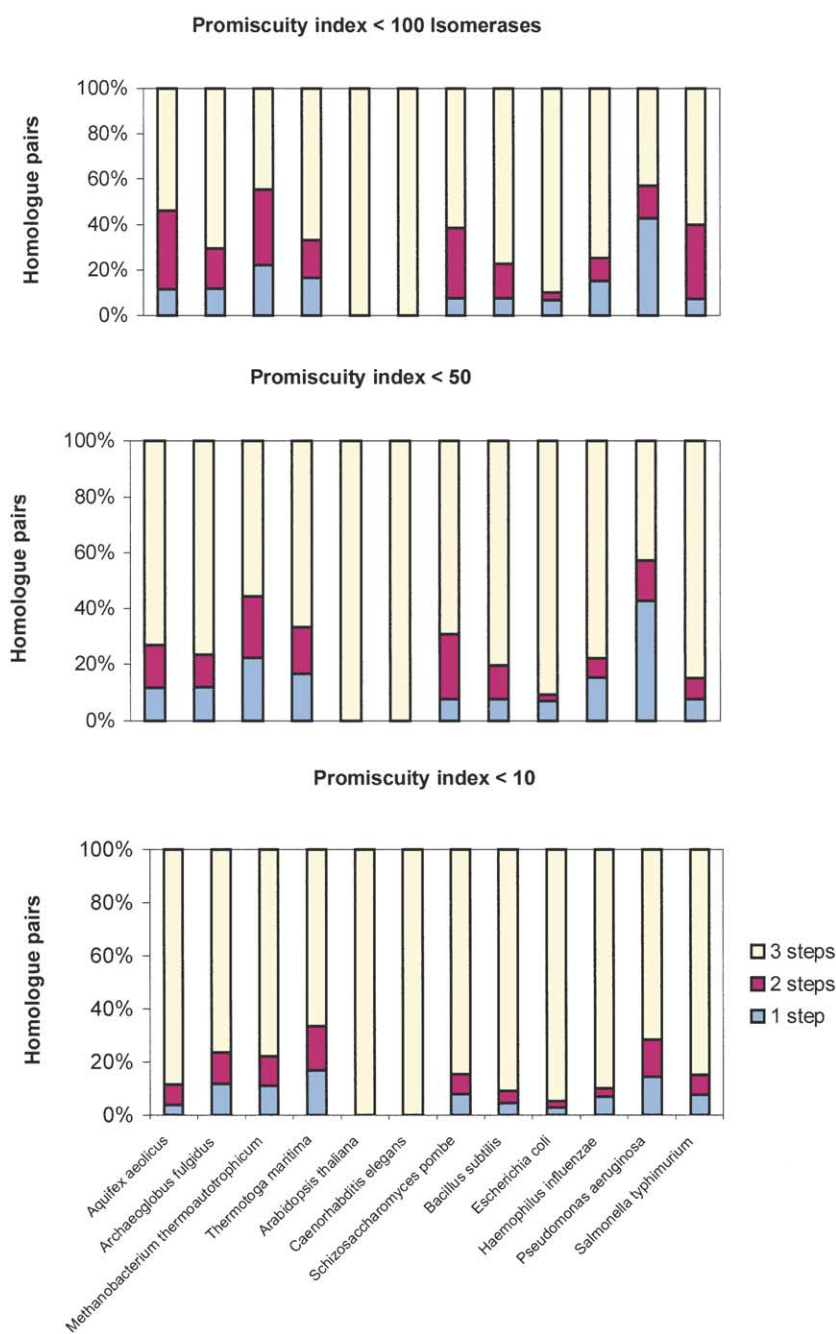 Promiscuity index < 100 Isomerases
Homologue pairs
100%
80%
60%
40%
20%
0%
Promiscuity index < 50
Homologue pairs
100%
80%
60%
40%
20%
0%
Promiscuity index < 10
Homologue pairs
100%
80%
60%
40%
20%
0%
3 steps
2 steps
1 step
Aquifex aeolicus
Archaeoglobus fulgidus
Methanobacterium thermoautotrophicum
Thermotoga maritima
Arabidopsis thaliana
Caenorhabditis elegans
Schizosaccharomyces pombe
Bacillus subtilis
Escherichia coli
Haemophilus influenzae
Pseudomonas aeruginosa
Salmonella typhimurium